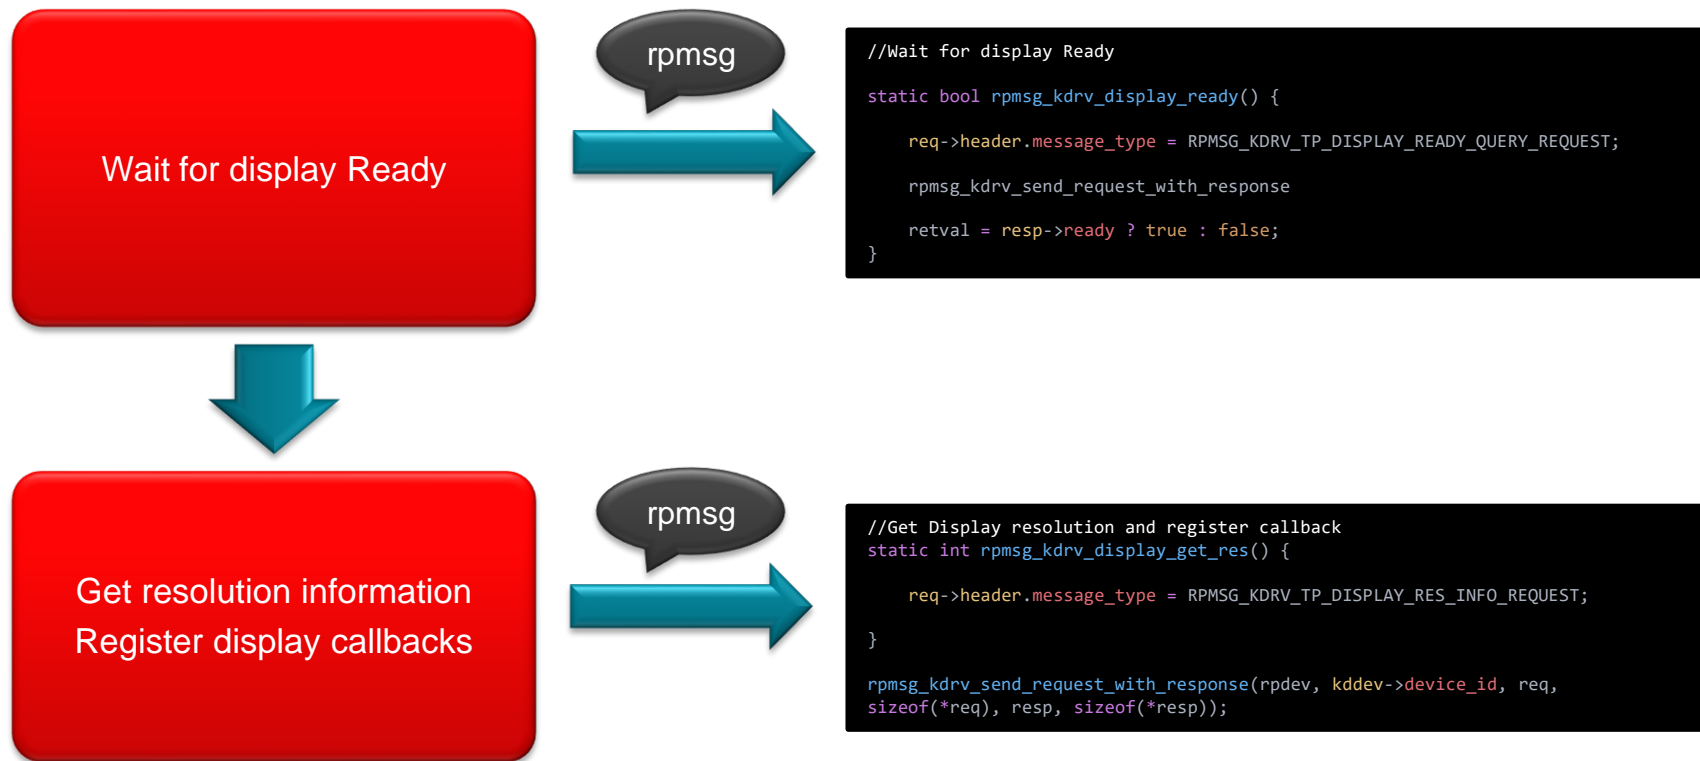 Wait for display Ready
rpmsg
//Wait for display Ready
static bool rpmsg_kdrv_display_ready() {
req->header.message_type = RPMSG_KDRV_TP_DISPLAY_READY_QUERY_REQUEST;
rpmsg_kdrv_send_request_with_response
retval = resp->ready ? true : false;
}
Get resolution information
Register display callbacks
rpmsg
//Get Display resolution and register callback
static int rpmsg_kdrv_display_get_res() {
req->header.message_type = RPMSG_KDRV_TP_DISPLAY_RES_INFO_REQUEST;
}
rpmsg_kdrv_send_request_with_response(rpdev, kddev->device_id, req,
sizeof(*req), resp, sizeof(*resp));